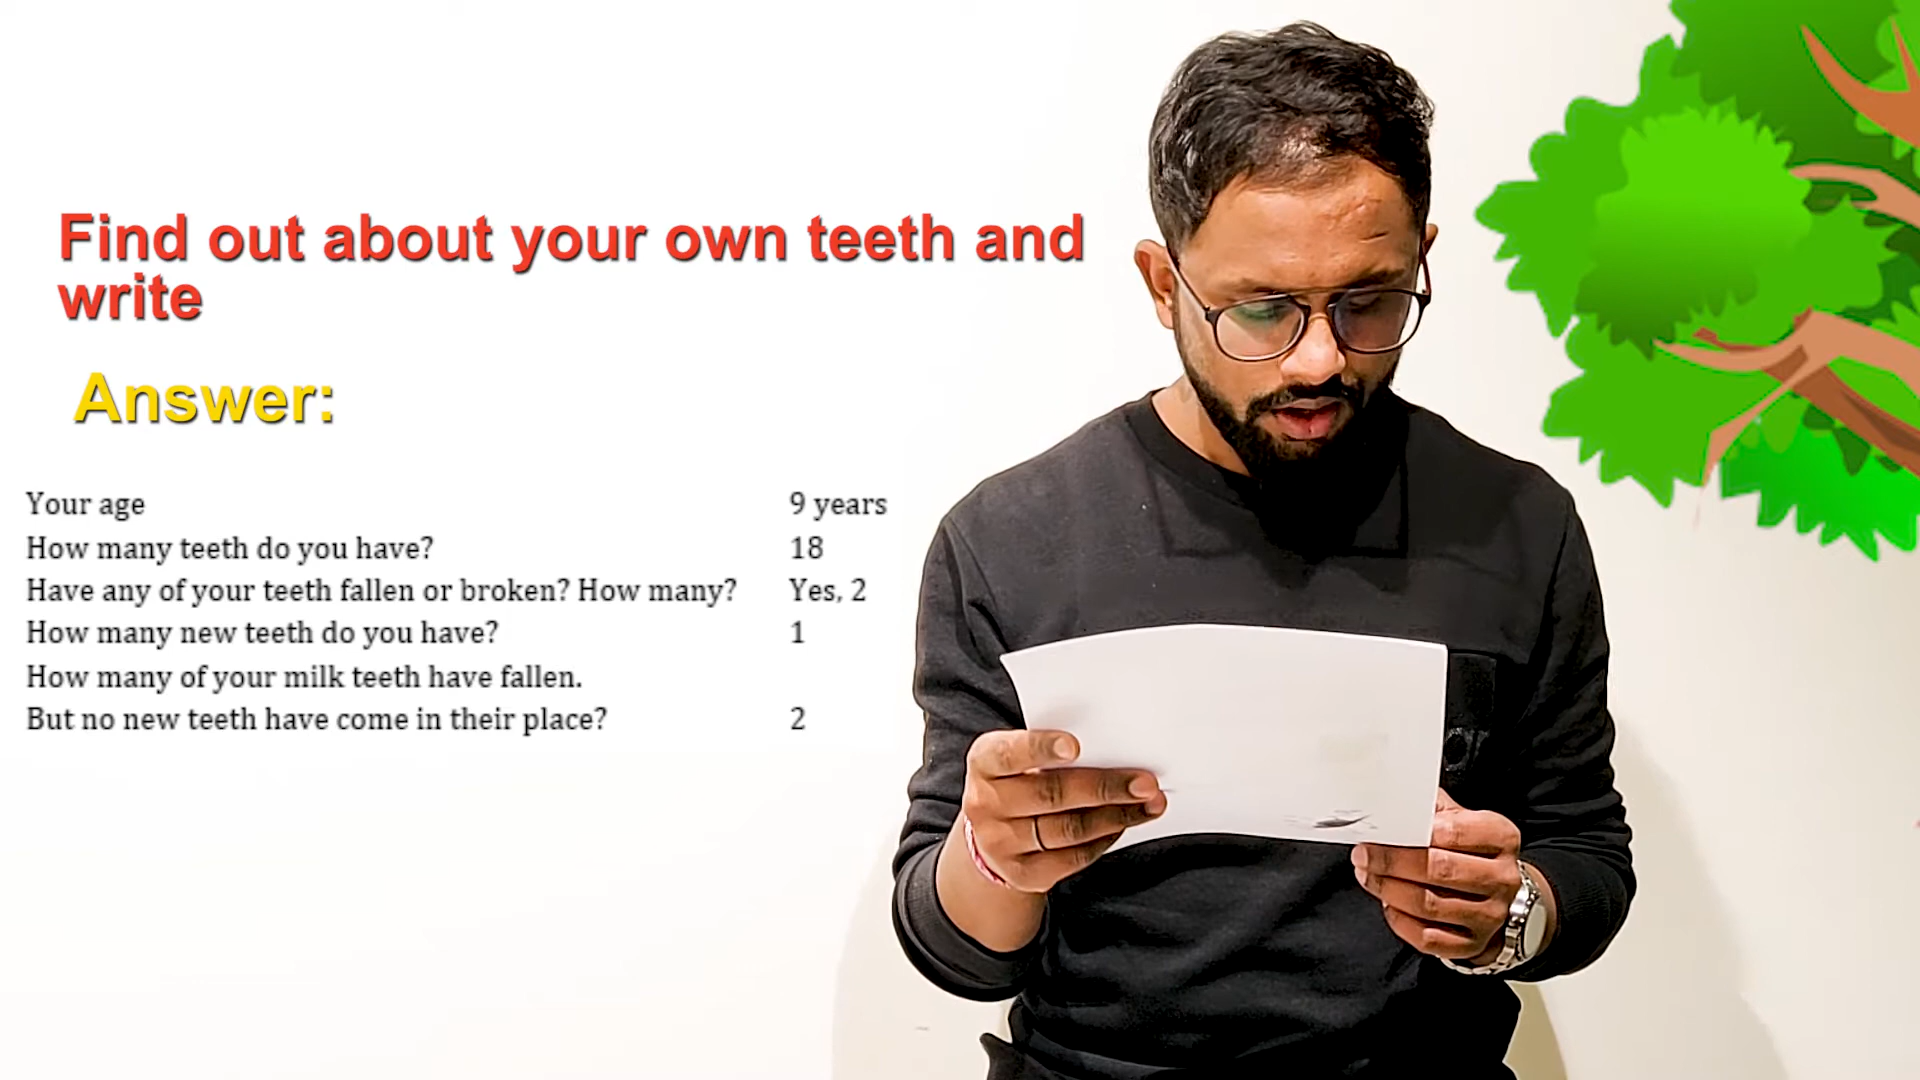 Find out about your own teeth and
write
Answer:
Your age 9 years
How many teeth do you have? 18
Have any of your teeth fallen or broken? How many? Yes, 2
How many new teeth do you have? 1
How many of your milk teeth have fallen.
But no new teeth have come in their place? 2